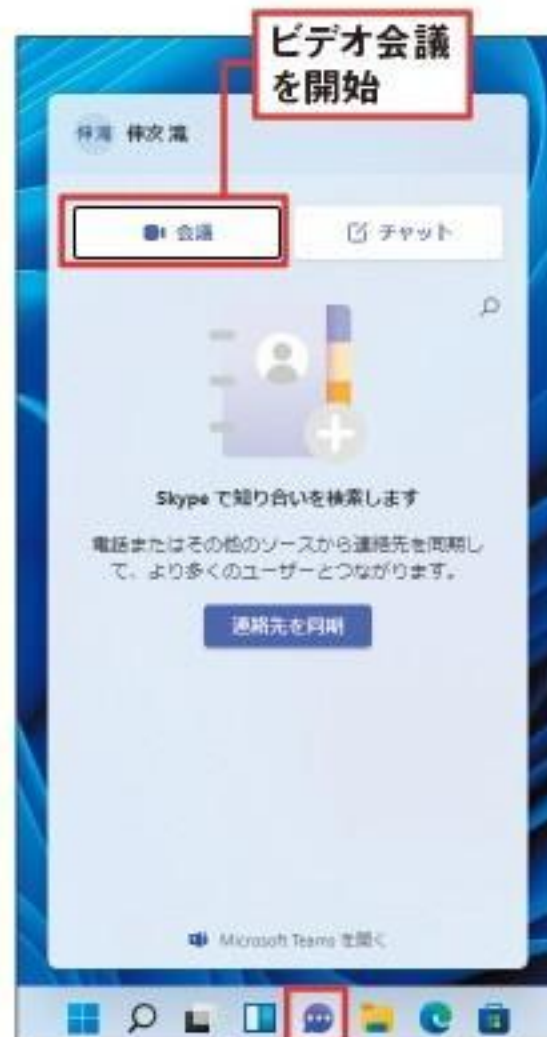 ビデオ会議
を開始
伸次 瀧
会議
チャット
Skype で知り合いを検索します
電話またはその他のソースから連絡先を同期し
て、より多くのユーザーとつながります。
連絡先を同期
Microsoft Teams を開く